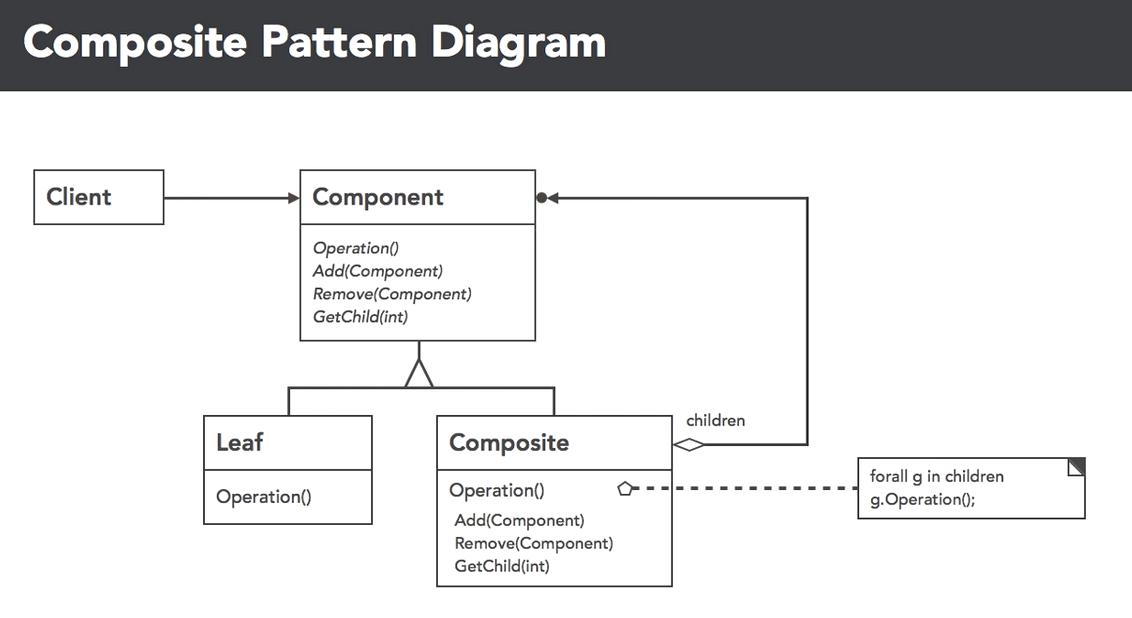 Composite Pattern Diagram
Client
Component
Operation()
Add(Component)
Remove(Component)
GetChild(int)
Leaf
Operation()
Composite
Operation()
Add(Component)
Remove(Component)
GetChild(int)
children
forall g in children
g.Operation();